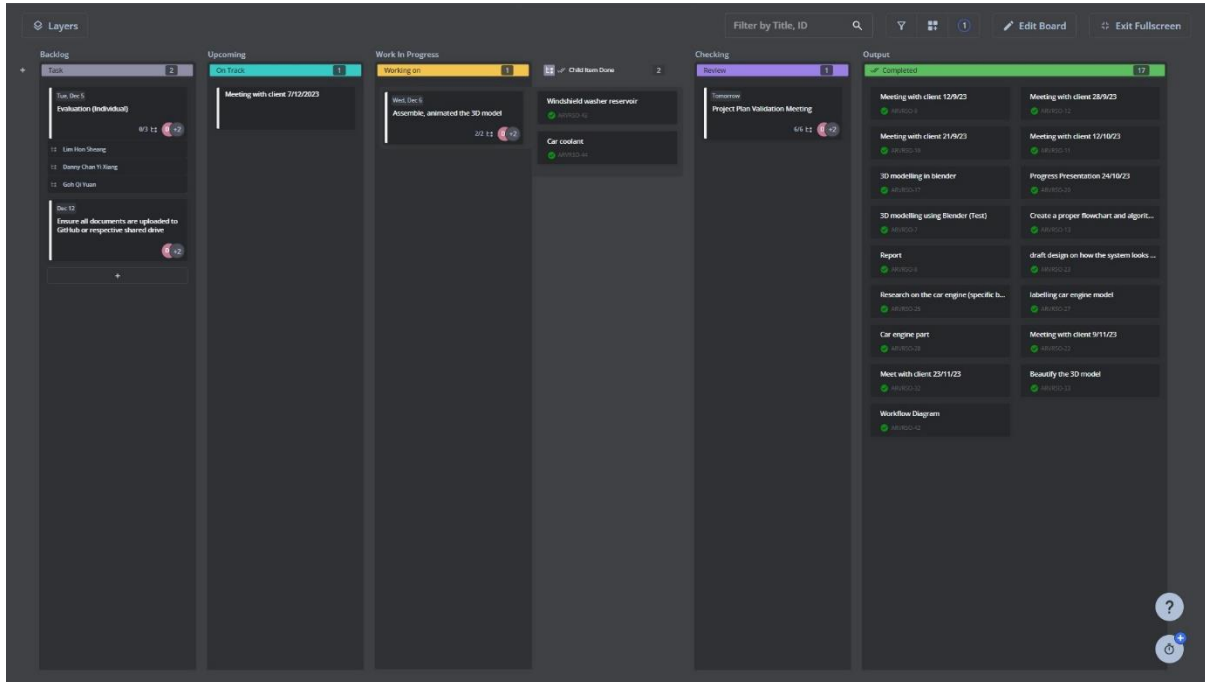 Layers
Filter by Title, ID
1
Edit Board
Exit Fullscreen
Backlog
Upcoming
Work In Progress
Checking
Output
Task 2
On Track 1
Working on 1
Child Item Done 2
Review 1
Completed 17
Tue, Dec 5
Evaluation (Individual)
0/3 +2
Lim Hon Sheang
Danny Chan Yi Xiang
Goh Qi Yuan
Dec 12
Ensure all documents are uploaded to
GitHub or respective shared drive
+2
+
Meeting with client 7/12/2023
Wed, Dec 6
Assemble, animated the 3D model
2/2 +2
Windshield washer reservoir
Car coolant
Tomorrow
Project Plan Validation Meeting
6/6 +2
Meeting with client 12/9/23
Meeting with client 28/9/23
Meeting with client 21/9/23
Meeting with client 12/10/23
3D modelling in blender
Progress Presentation 24/10/23
3D modelling using Blender (Test)
Create a proper flowchart and algorit...
Report
draft design on how the system looks ...
Research on the car engine (specific b...
labelling car engine model
Car engine part
Meeting with client 9/11/23
Meet with client 23/11/23
Beautify the 3D model
Workflow Diagram
?